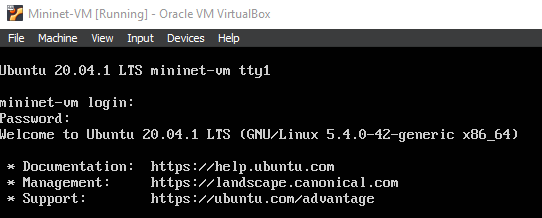 Mininet-VM [Running] - Oracle VM VirtualBox
File Machine View Input Devices Help
Ubuntu 20.04.1 LTS mininet-vm tty1
mininet-vm login:
Password:
Welcome to Ubuntu 20.04.1 LTS (GNU/Linux 5.4.0-42-generic x86_64)
* Documentation: https://help.ubuntu.com
* Management: https://landscape.canonical.com
* Support: https://ubuntu.com/advantage